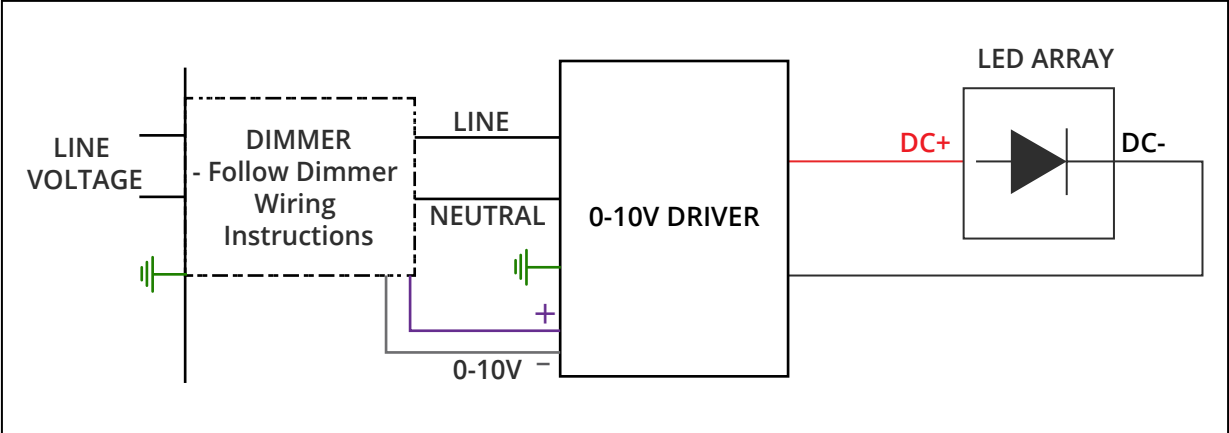 LED ARRAY
LINE
VOLTAGE
DIMMER
- Follow Dimmer
Wiring
Instructions
LINE
NEUTRAL
+
0-10V –
0-10V DRIVER
DC+
DC-